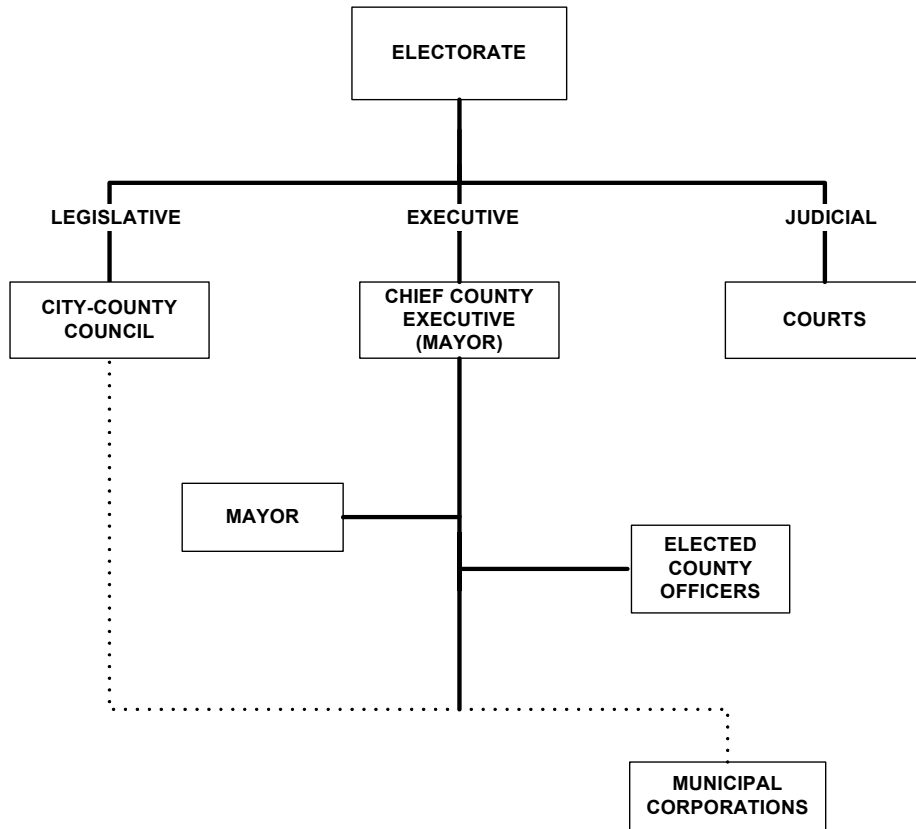 ELECTORATE
LEGISLATIVE
EXECUTIVE
JUDICIAL
CITY-COUNTY
COUNCIL
CHIEF COUNTY
EXECUTIVE
(MAYOR)
COURTS
MAYOR
ELECTED
COUNTY
OFFICERS
MUNICIPAL
CORPORATIONS